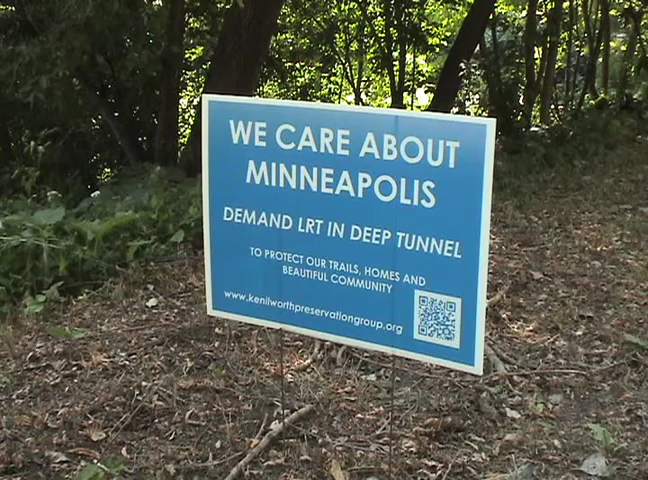 WE CARE ABOUT
MINNEAPOLIS
DEMAND LRT IN DEEP TUNNEL
TO PROTECT OUR TRAILS, HOMES AND
BEAUTIFUL COMMUNITY
www.kenilworthpreservationgroup.org